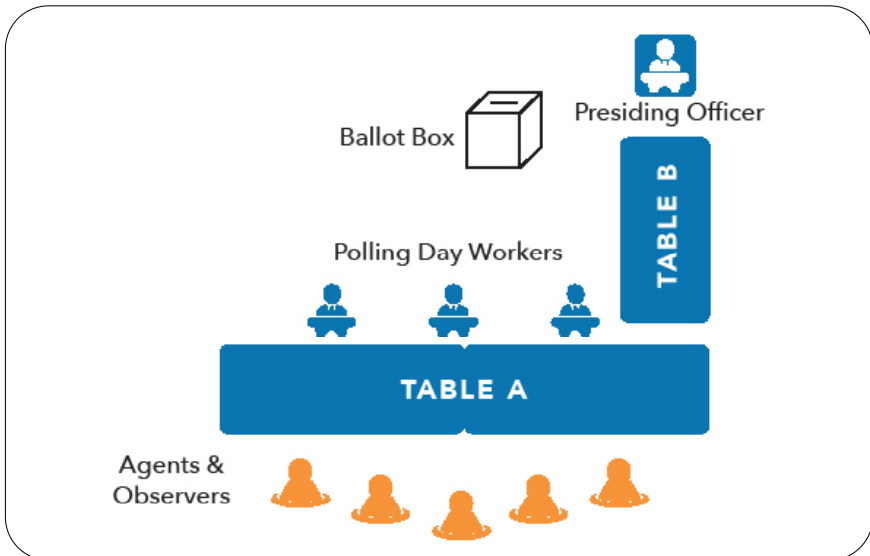 Presiding Officer
Ballot Box
TABLE B
Polling Day Workers
TABLE A
Agents &
Observers